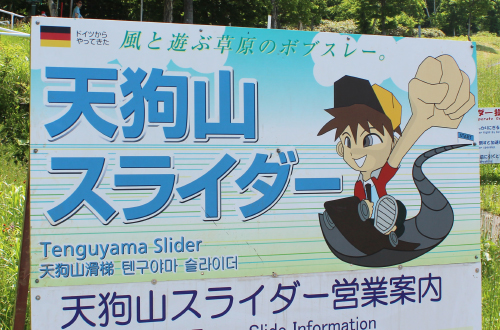 ドイツから
やってきた
風と遊ぶ草原のボブスレー。
天狗山
スライダー
Tenguyama Slider
天狗山滑梯 텐구야마 슬라이더
天狗山スライダー営業案内
Slide Information